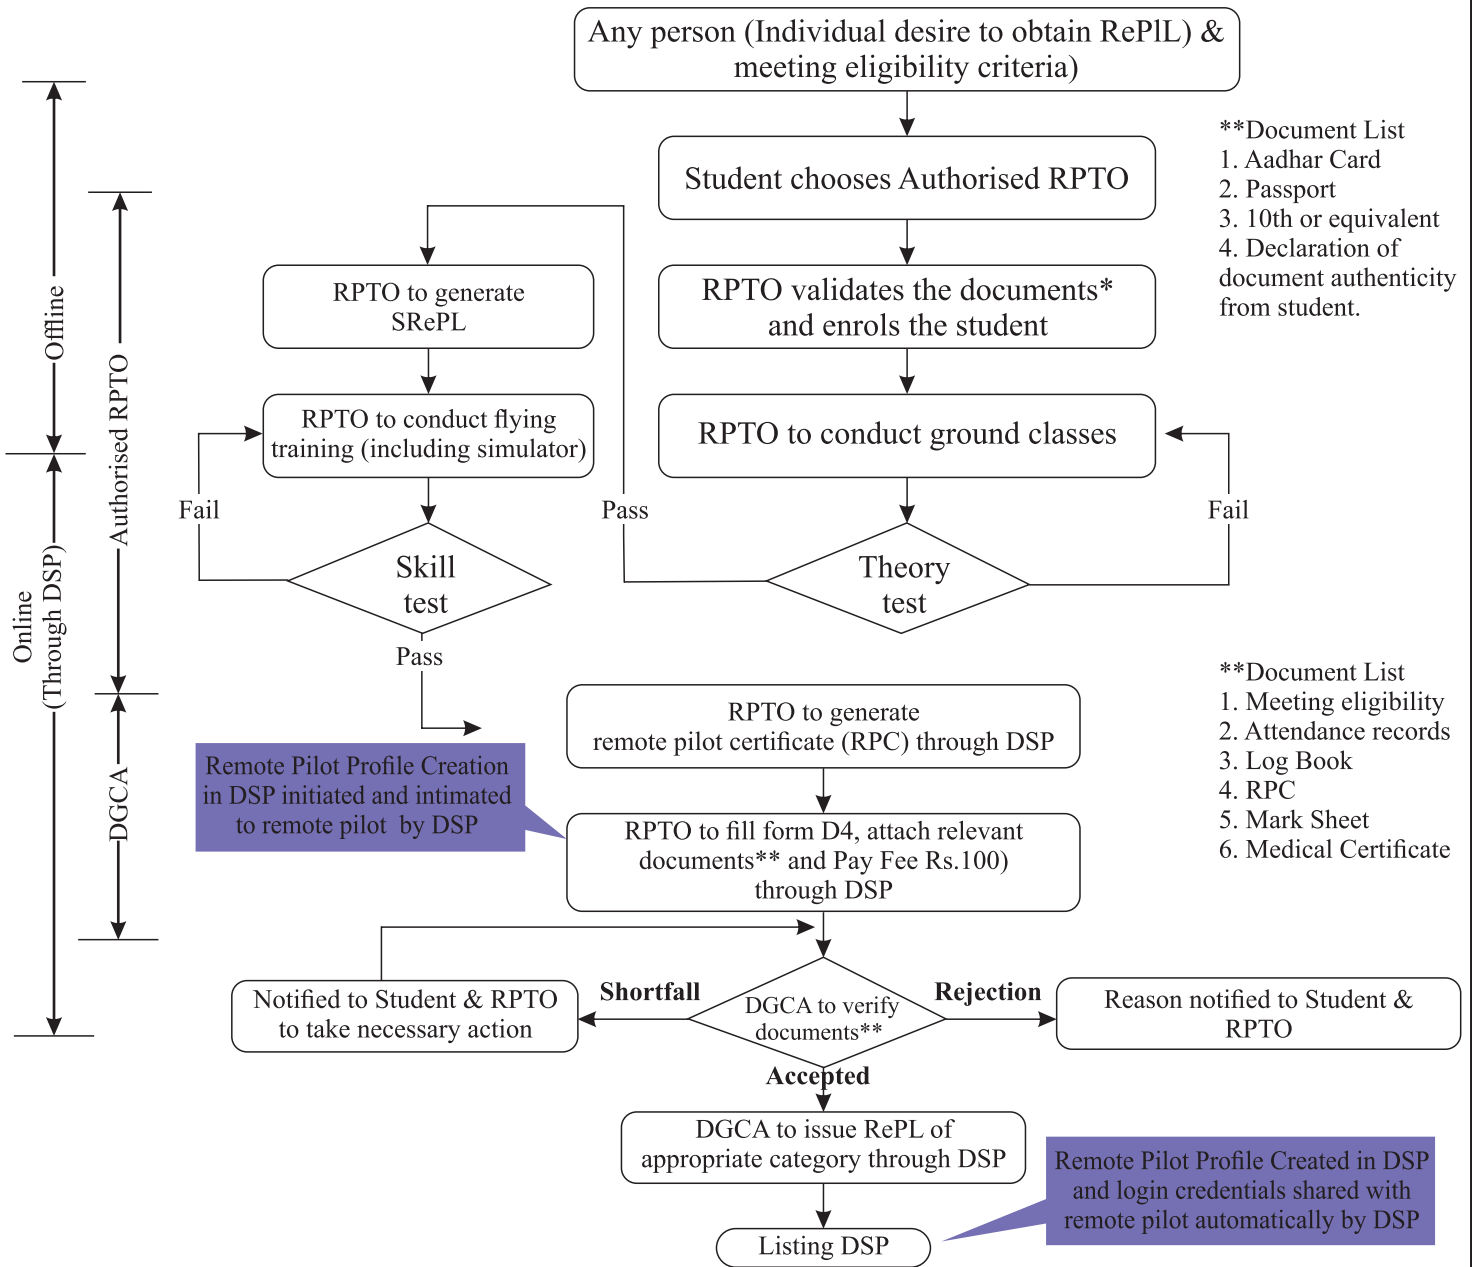 Any person (Individual desire to obtain RePlL) &
meeting eligibility criteria)
**Document List
1. Aadhar Card
2. Passport
3. 10th or equivalent
4. Declaration of
document authenticity
from student.
Student chooses Authorised RPTO
RPTO validates the documents*
and enrols the student
RPTO to generate
SRePL
RPTO to conduct flying
training (including simulator)
RPTO to conduct ground classes
Offline
Authorised RPTO
Online
(Through DSP)
DGCA
Fail
Pass
Fail
Skill
test
Theory
test
Pass
**Document List
1. Meeting eligibility
2. Attendance records
3. Log Book
4. RPC
5. Mark Sheet
6. Medical Certificate
RPTO to generate
remote pilot certificate (RPC) through DSP
Remote Pilot Profile Creation
in DSP initiated and intimated
to remote pilot by DSP
RPTO to fill form D4, attach relevant
documents** and Pay Fee Rs.100)
through DSP
Notified to Student & RPTO
to take necessary action
Shortfall
DGCA to verify
documents**
Rejection
Reason notified to Student &
RPTO
Accepted
DGCA to issue RePL of
appropriate category through DSP
Remote Pilot Profile Created in DSP
and login credentials shared with
remote pilot automatically by DSP
Listing DSP